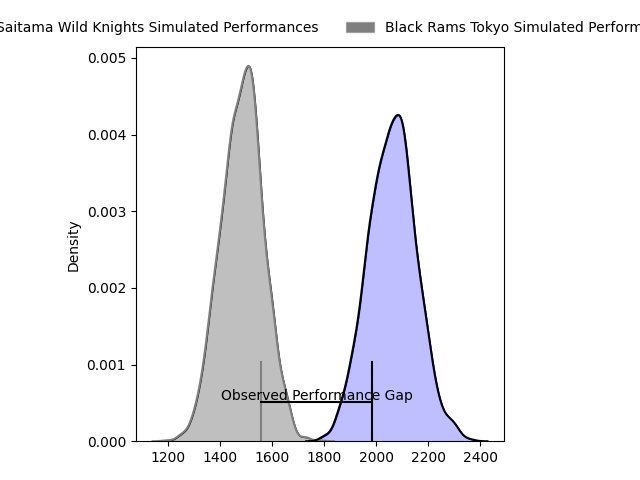 Saitama Wild Knights Simulated Performances
Black Rams Tokyo Simulated Perform
0.005
0.004
0.003
0.002
0.001
0.000
Density
Observed Performance Gap
1200 1400 1600 1800 2000 2200 2400